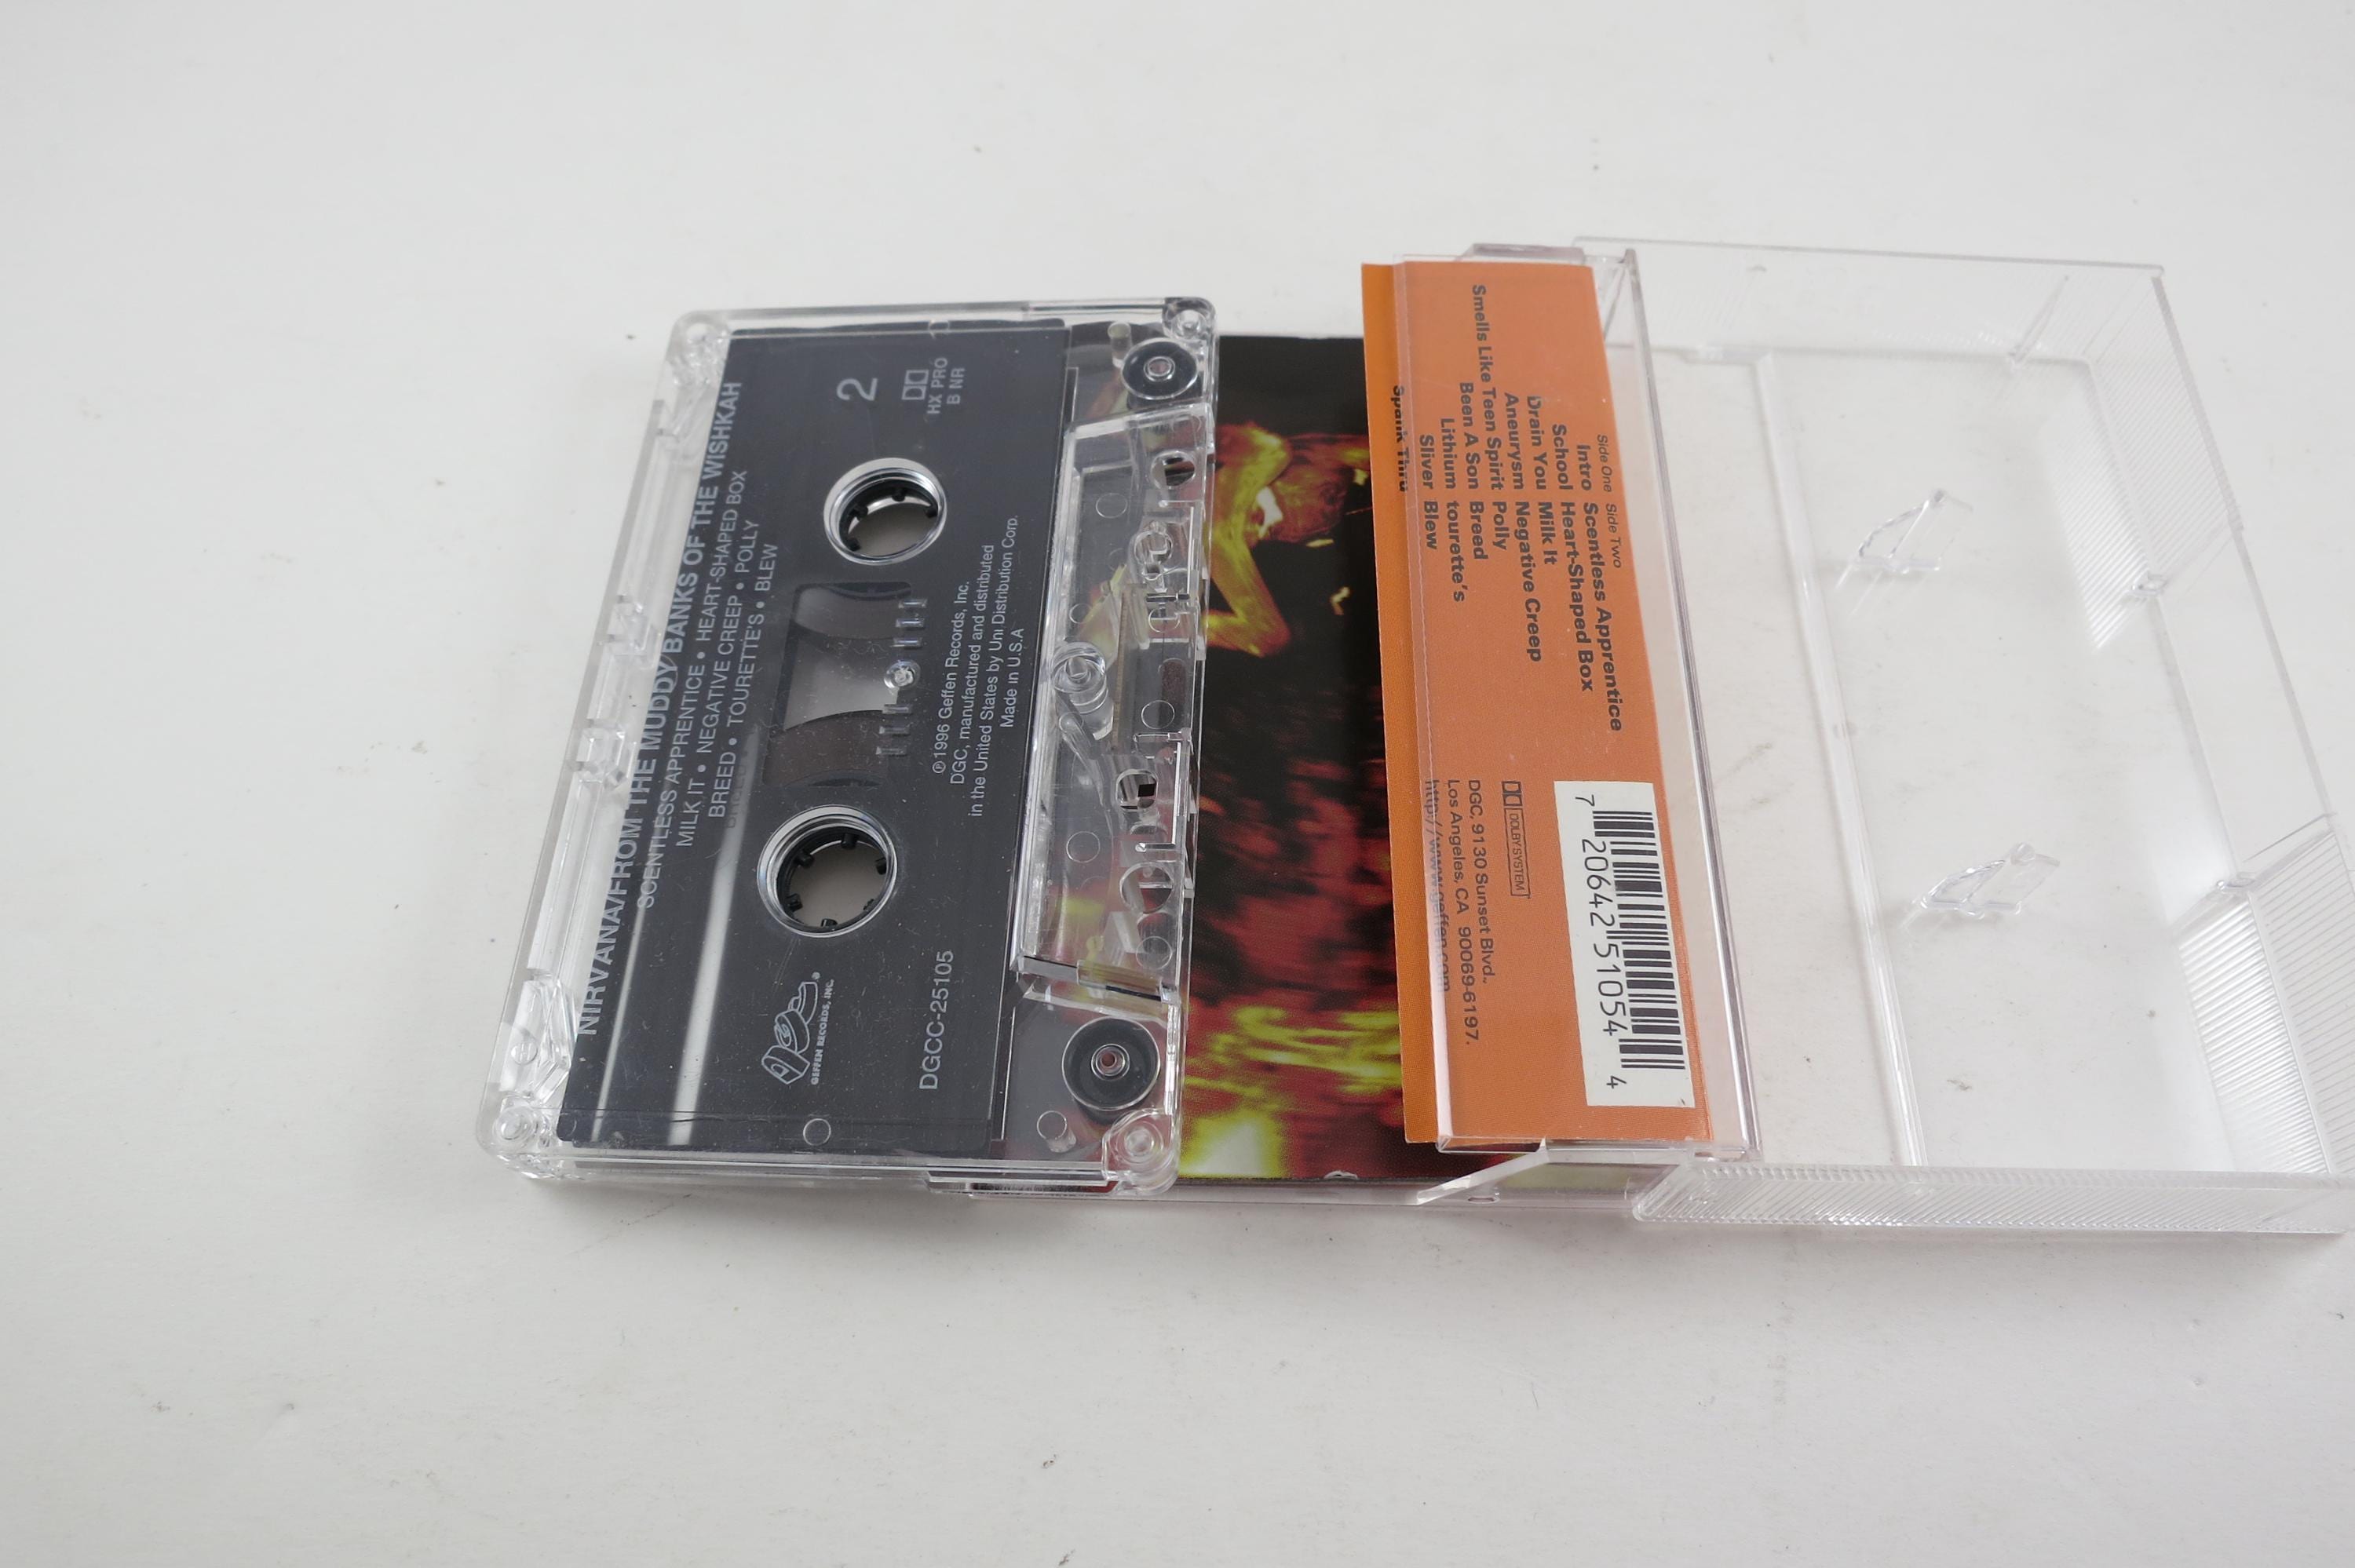 NIRVANA/FROM THE MUDDY BANKS OF THE WISHKAH
SCENTLESS APPRENTICE • HEART-SHAPED BOX
MILK IT • NEGATIVE CREEP • POLLY
BREED • TOURETTE'S • BLEW
2
HX PRO
B NR
GEFFEN RECORDS, INC.
DGCC-25105
℗1996 Geffen Records, Inc.
DGC, manufactured and distributed
in the United States by Uni Distribution Corp.
Made in U.S.A
Side One Side Two
Intro Scentless Apprentice
School Heart-Shaped Box
Drain You Milk It
Aneurysm Negative Creep
Smells Like Teen Spirit Polly
Been A Son Breed
Lithium tourette's
Sliver Blew
Spank Thru
DOLBY SYSTEM
DGC, 9130 Sunset Blvd.,
Los Angeles, CA 90069-6197.
http://www.geffen.com
7 20642 51054 4